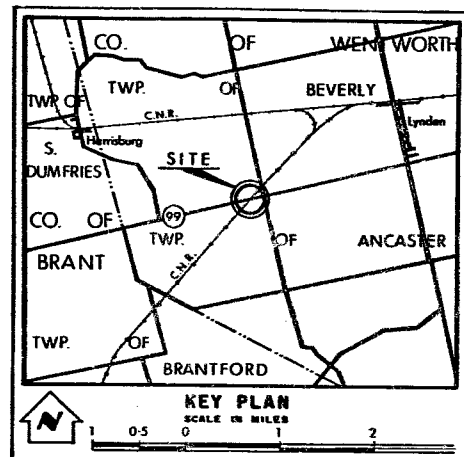 CO. OF WENTWORTH
TWP. OF BEVERLY
TWP. OF
C.N.R.
Lynden
Harrisburg
S.
DUMFRIES
SITE
CO. OF
99
TWP. OF ANCASTER
BRANT
C.N.R.
TWP. OF
BRANTFORD
N
KEY PLAN
SCALE IN MILES
1 0·5 0 1 2